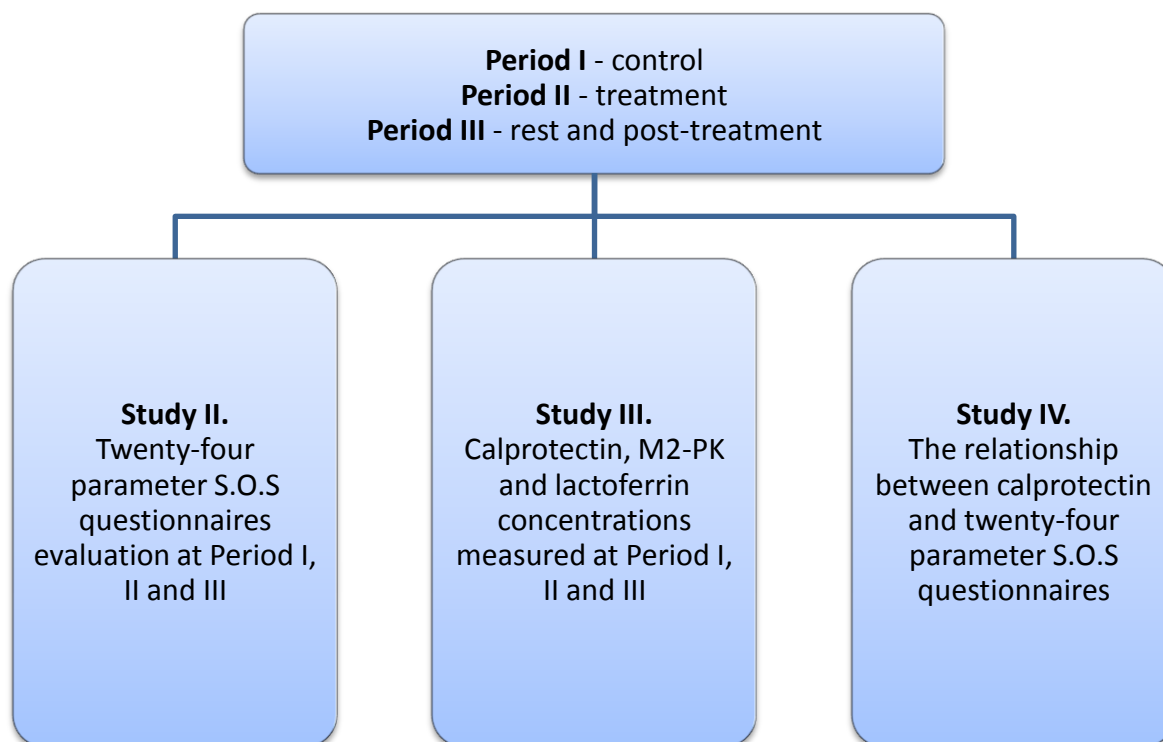 Period I - control
Period II - treatment
Period III - rest and post-treatment
Study II.
Twenty-four
parameter S.O.S
questionnaires
evaluation at Period I,
II and III
Study III.
Calprotectin, M2-PK
and lactoferrin
concentrations
measured at Period I,
II and III
Study IV.
The relationship
between calprotectin
and twenty-four
parameter S.O.S
questionnaires